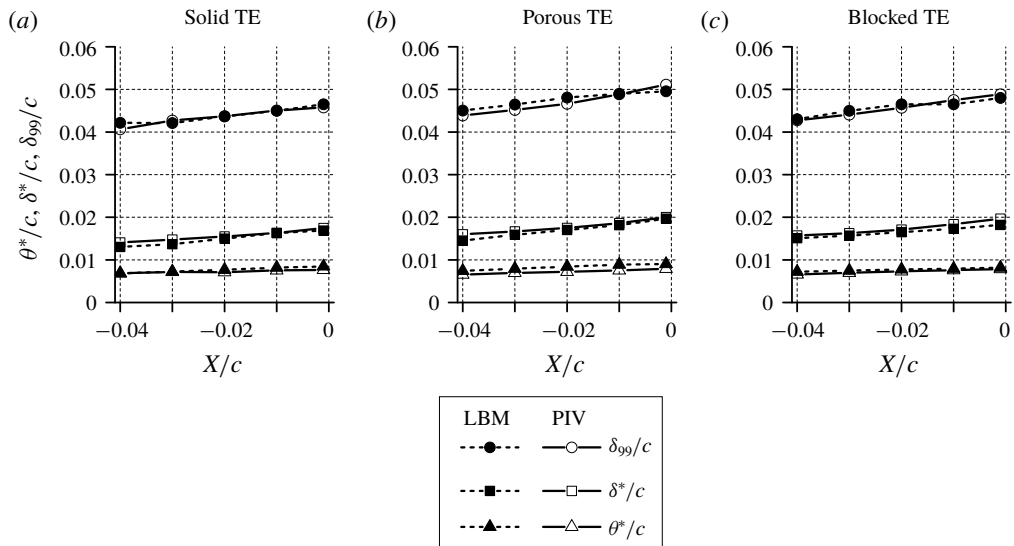 (a) Solid TE (b) Porous TE (c) Blocked TE
0.06 0.06 0.06
0.05 0.05 0.05
0.04 0.04 0.04
0.03 0.03 0.03
0.02 0.02 0.02
0.01 0.01 0.01
0 0 0
θ*/c, δ*/c, δ99/c
−0.04 −0.02 0 −0.04 −0.02 0 −0.04 −0.02 0
X/c X/c X/c
LBM PIV
δ99/c
δ*/c
θ*/c